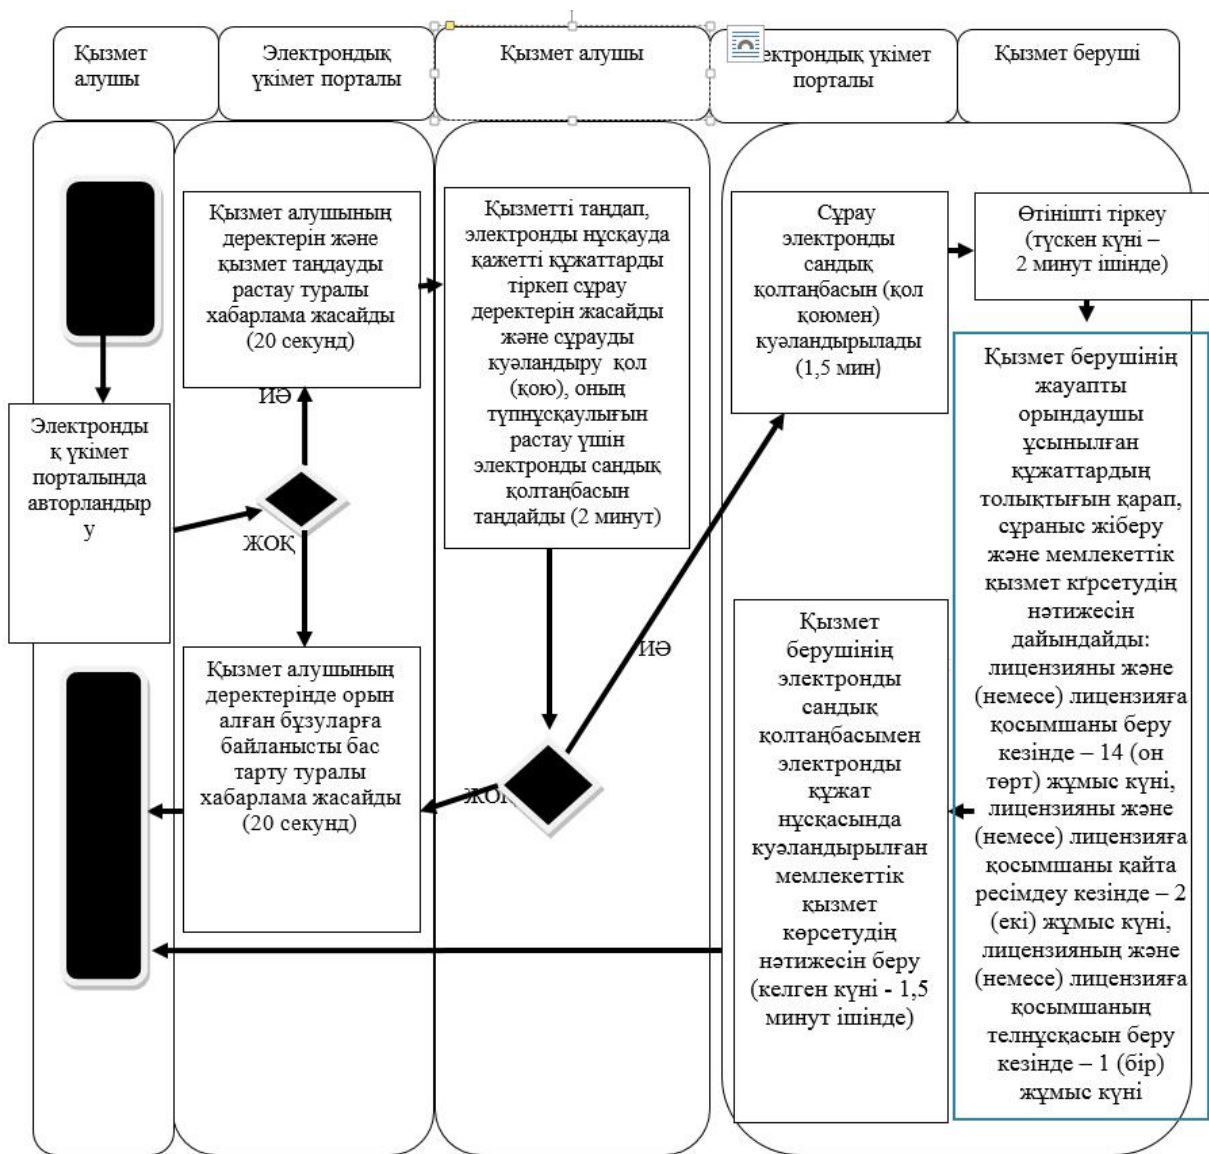 Қызмет
алушы
Электрондық
үкімет порталы
Қызмет алушы
ектрондық үкімет
порталы
Қызмет беруші
Қызмет алушының
деректерін және
қызмет таңдауды
растау туралы
хабарлама жасайды
(20 секунд)
Қызметті таңдап,
электронды нұсқауда
қажетті құжаттарды
тіркеп сұрау
деректерін жасайды
және сұрауды
куәландыру қол
(қою), оның
түпнұсқаулығын
растау үшін
электронды сандық
қолтаңбасын
таңдайды (2 минут)
Сұрау
электронды
сандық
қолтаңбасын (қол
қоюмен)
куәландырылады
(1,5 мин)
Өтінішті тіркеу
(түскен күні –
2 минут ішінде)
Электронды
қ үкімет
порталында
авторландыр
у
ИӘ
ЖОҚ
Қызмет алушының
деректерінде орын
алған бұзуларға
байланысты бас
тарту туралы
хабарлама жасайды
(20 секунд)
ИӘ
ЖОҚ
Қызмет
берушінің
электронды
сандық
қолтаңбасымен
электронды
құжат
нұсқасында
куәландырылған
мемлекеттік
қызмет
көрсетудің
нәтижесін беру
(келген күні - 1,5
минут ішінде)
Қызмет берушінің
жауапты
орындаушы
ұсынылған
құжаттардың
толықтығын қарап,
сұраныс жіберу
және мемлекеттік
қызмет кґрсетудің
нәтижесін
дайындайды:
лицензияны және
(немесе) лицензияға
қосымшаны беру
кезінде – 14 (он
төрт) жұмыс күні,
лицензияны және
(немесе) лицензияға
қосымшаны қайта
ресімдеу кезінде – 2
(екі) жұмыс күні,
лицензияның және
(немесе) лицензияға
қосымшаның
телнұсқасын беру
кезінде – 1 (бір)
жұмыс күні